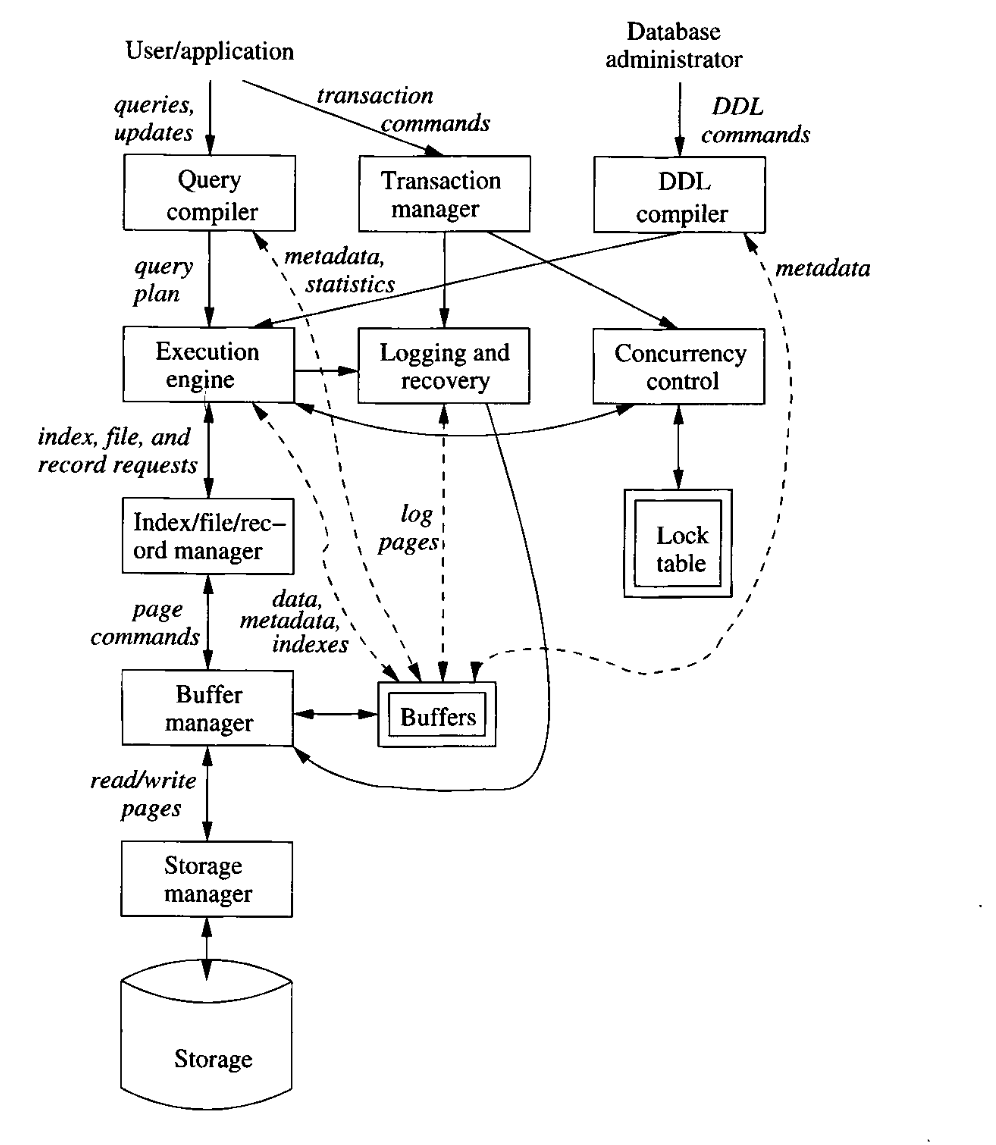 User/application
Database
administrator
queries,
updates
transaction
commands
DDL
commands
Query
compiler
Transaction
manager
DDL
compiler
query
plan
metadata,
statistics
metadata
Execution
engine
Logging and
recovery
Concurrency
control
index, file, and
record requests
Index/file/rec–
ord manager
log
pages
Lock
table
page
commands
data,
metadata,
indexes
Buffer
manager
Buffers
read/write
pages
Storage
manager
Storage